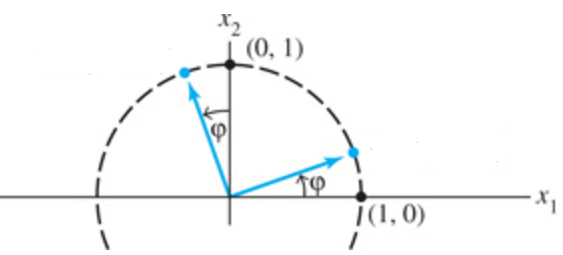 x₂
(0, 1)
φ
φ
x₁
(1, 0)